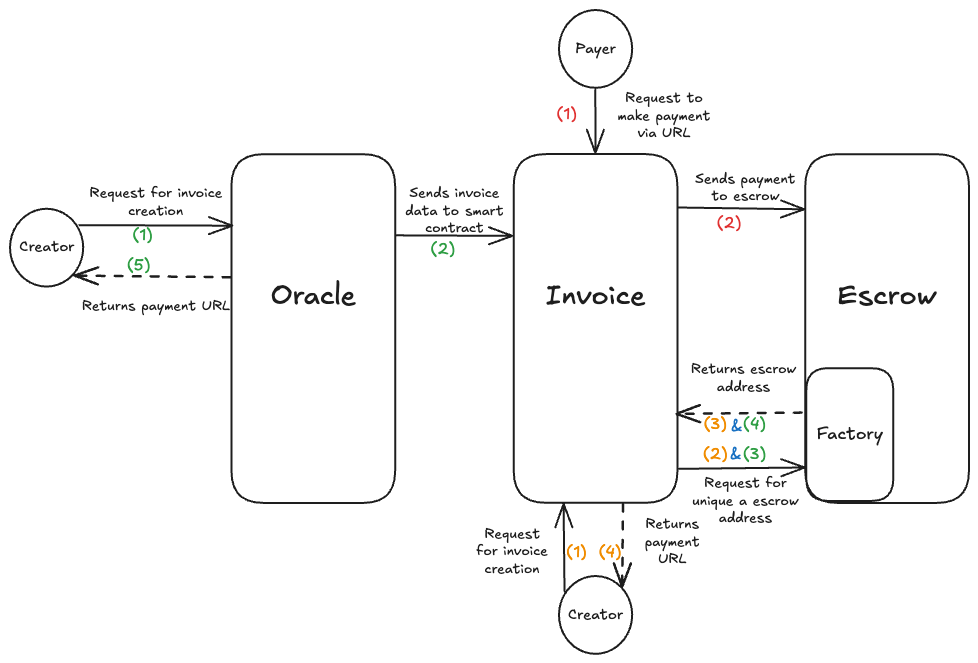 Payer
(1)
Request to
make payment
via URL
Request for invoice
creation
(1)
Creator
(5)
Returns payment URL
Oracle
Sends invoice
data to smart
contract
(2)
Invoice
Sends payment
to escrow
(2)
Escrow
Returns escrow
address
(3) & (4)
(2) & (3)
Request for
unique a escrow
address
Factory
Request
for invoice
creation
(1)
(4)
Returns
payment
URL
Creator